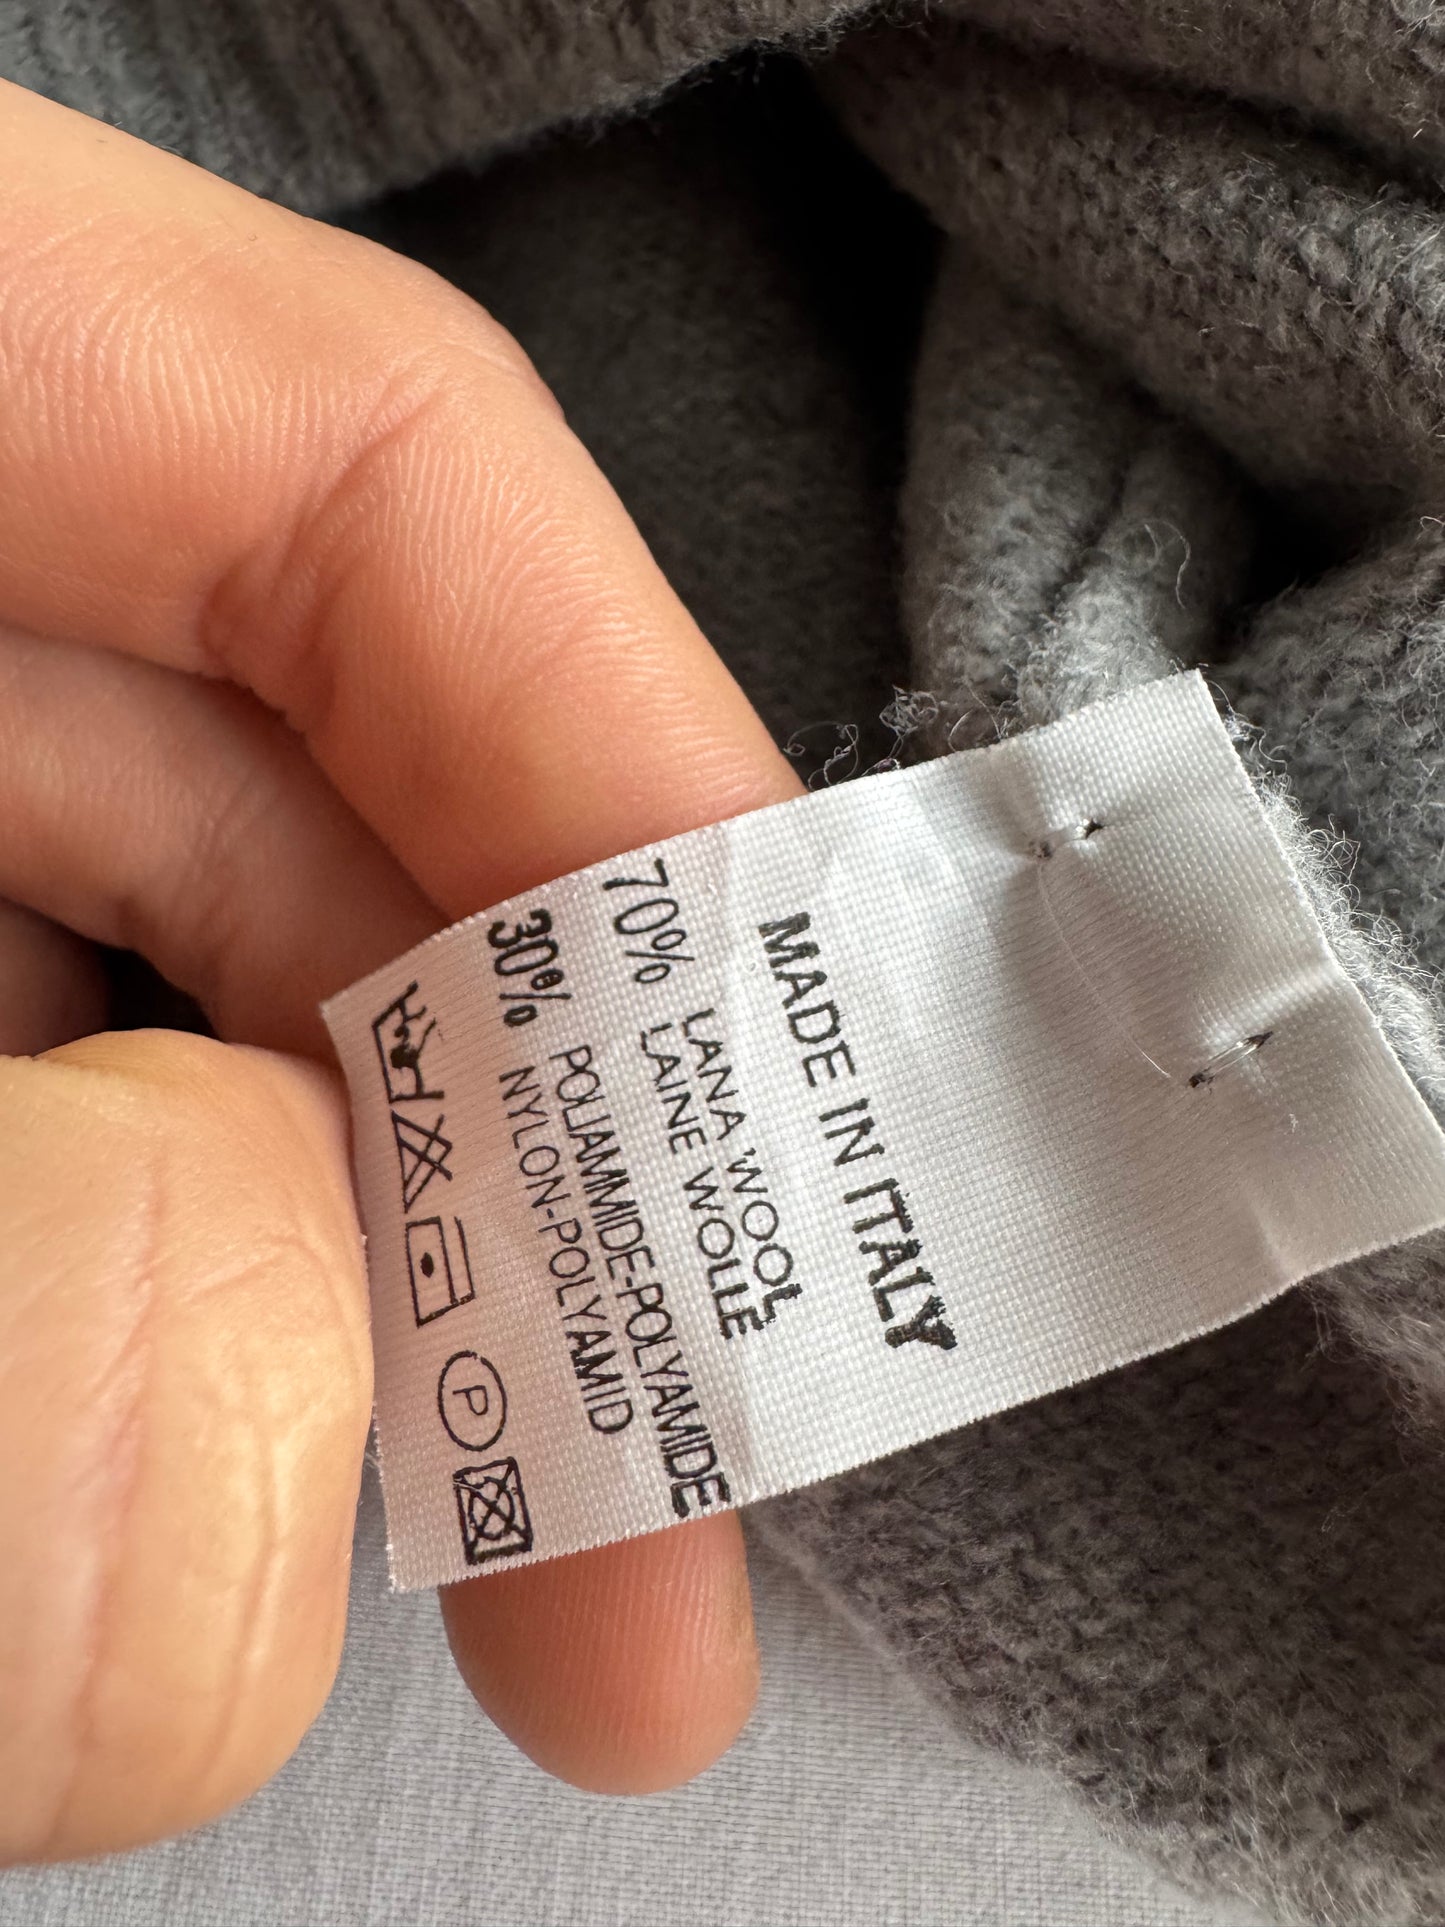 MADE IN ITALY
70% LANA WOOL
LAINE WOLLE
30% POLIAMMIDE-POLYAMIDE
NYLON-POLYAMID
P